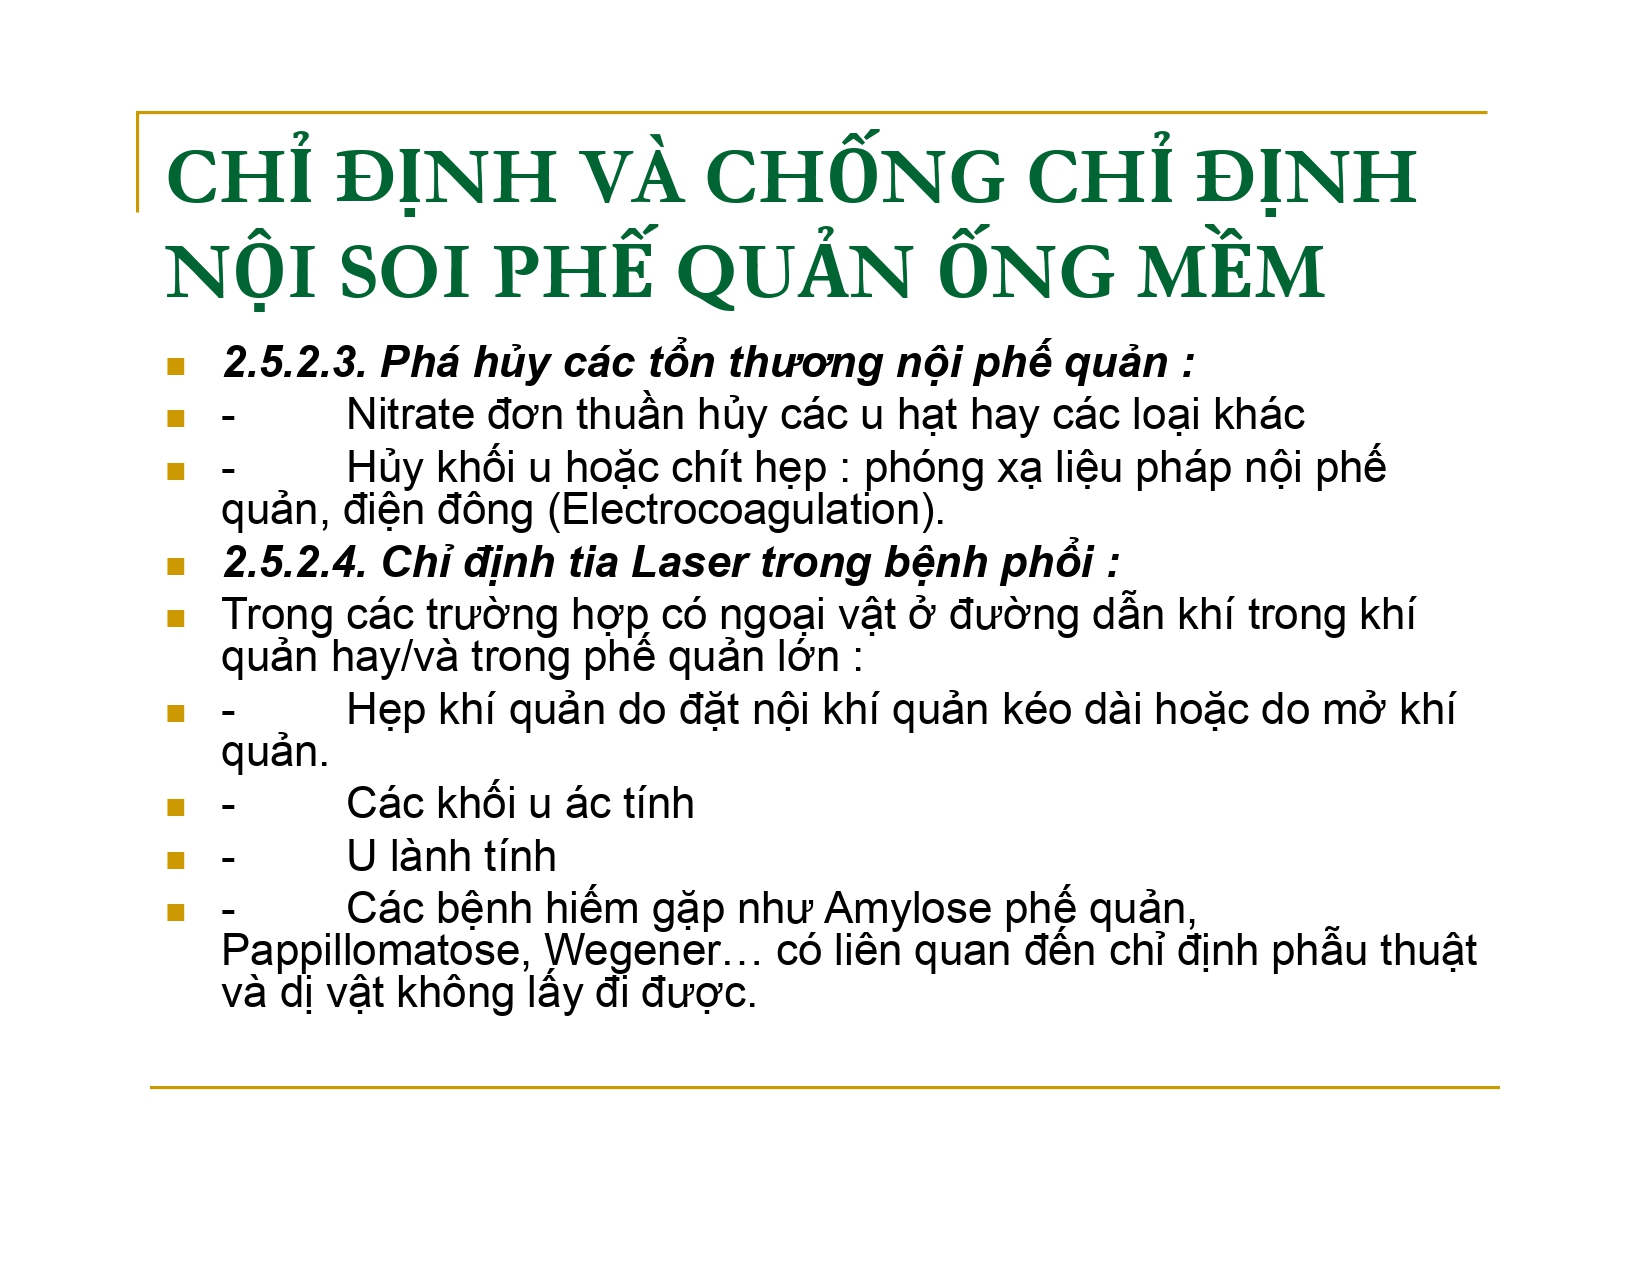 CHỈ ĐỊNH VÀ CHỐNG CHỈ ĐỊNH
NỘI SOI PHẾ QUẢN ỐNG MỀM
2.5.2.3. Phá hủy các tổn thương nội phế quản :
- Nitrate đơn thuần hủy các u hạt hay các loại khác
- Hủy khối u hoặc chít hẹp : phóng xạ liệu pháp nội phế
quản, điện đông (Electrocoagulation).
2.5.2.4. Chỉ định tia Laser trong bệnh phổi :
Trong các trường hợp có ngoại vật ở đường dẫn khí trong khí
quản hay/và trong phế quản lớn :
- Hẹp khí quản do đặt nội khí quản kéo dài hoặc do mở khí
quản.
- Các khối u ác tính
- U lành tính
- Các bệnh hiếm gặp như Amylose phế quản,
Pappillomatose, Wegener… có liên quan đến chỉ định phẫu thuật
và dị vật không lấy đi được.